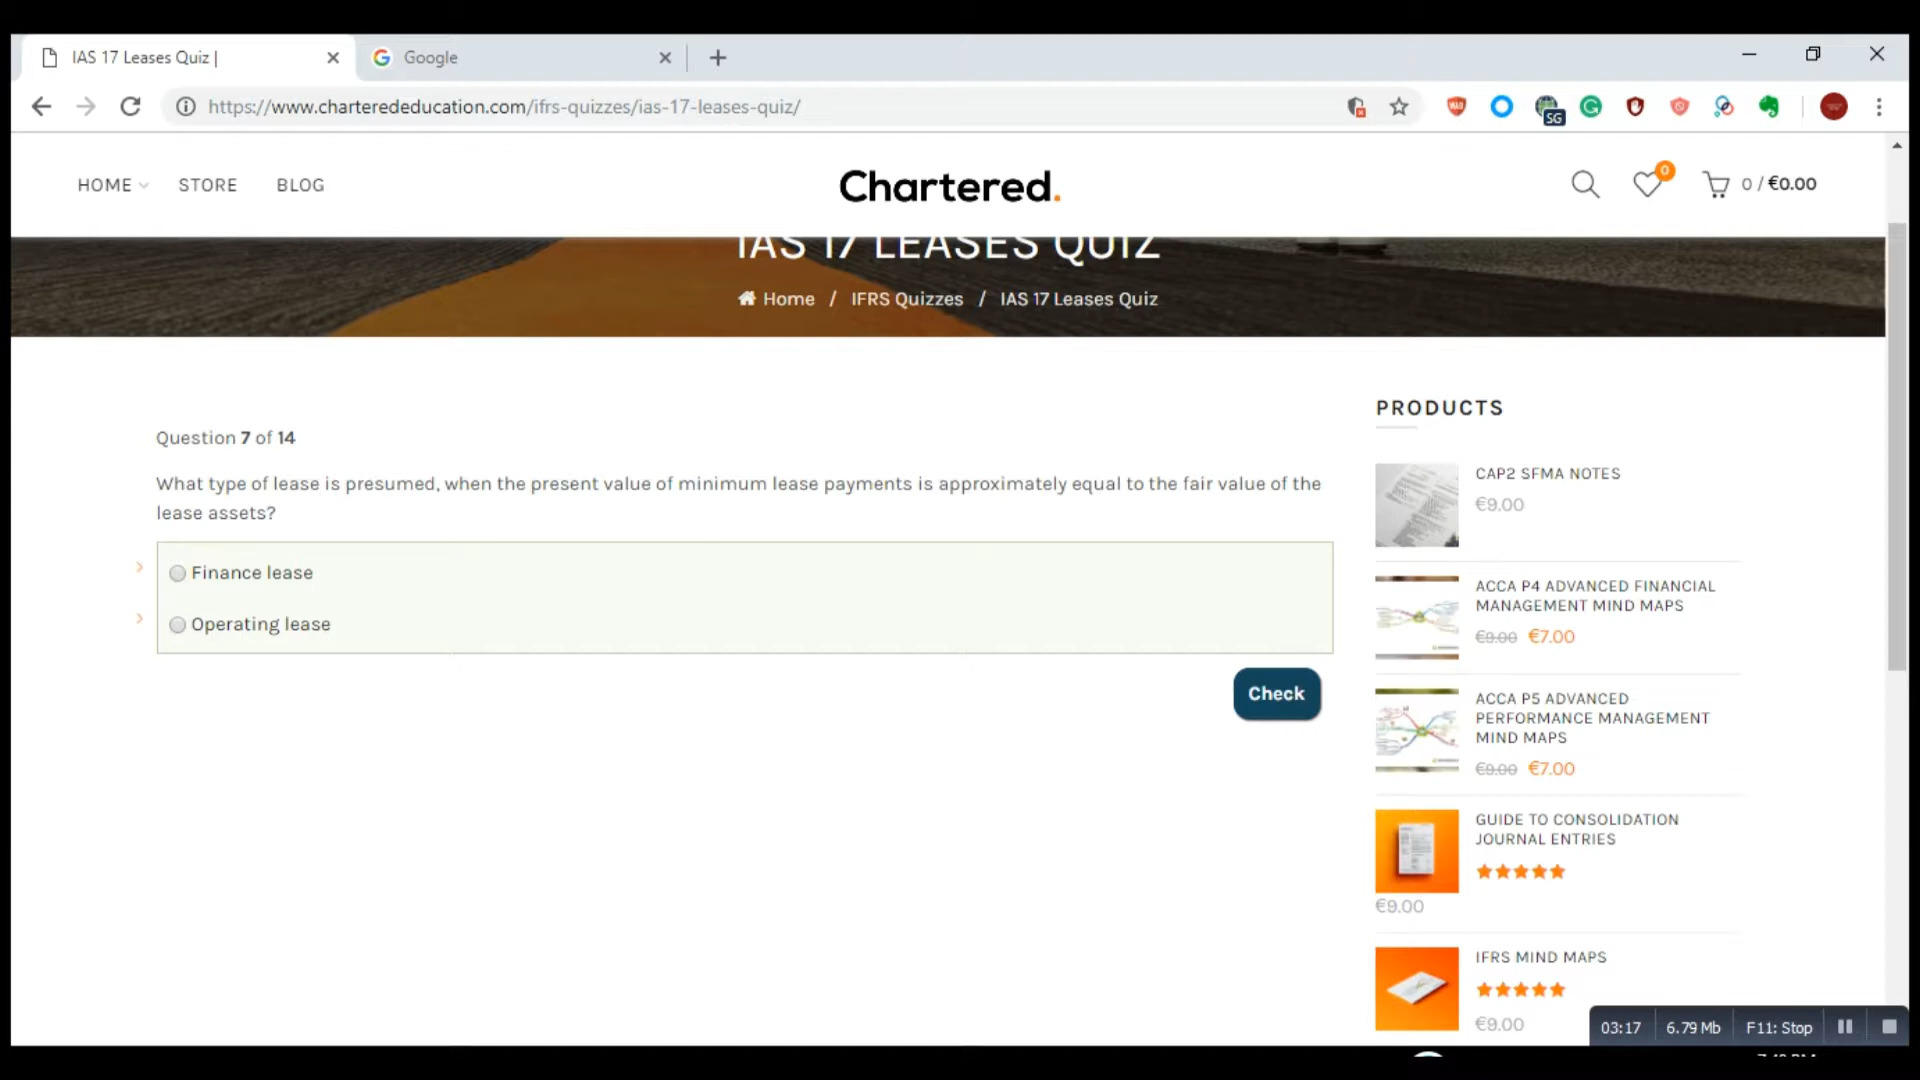 IAS 17 Leases Quiz |
Google
https://www.charterededucation.com/ifrs-quizzes/ias-17-leases-quiz/
SG
HOME
STORE
BLOG
Chartered.
0
0 / €0.00
IAS 17 LEASES QUIZ
Home / IFRS Quizzes / IAS 17 Leases Quiz
Question 7 of 14
What type of lease is presumed, when the present value of minimum lease payments is approximately equal to the fair value of the
lease assets?
Finance lease
Operating lease
Check
PRODUCTS
CAP2 SFMA NOTES
€9.00
ACCA P4 ADVANCED FINANCIAL
MANAGEMENT MIND MAPS
€9.00 €7.00
ACCA P5 ADVANCED
PERFORMANCE MANAGEMENT
MIND MAPS
€9.00 €7.00
GUIDE TO CONSOLIDATION
JOURNAL ENTRIES
€9.00
IFRS MIND MAPS
€9.00
03:17
6.79 Mb
F11: Stop